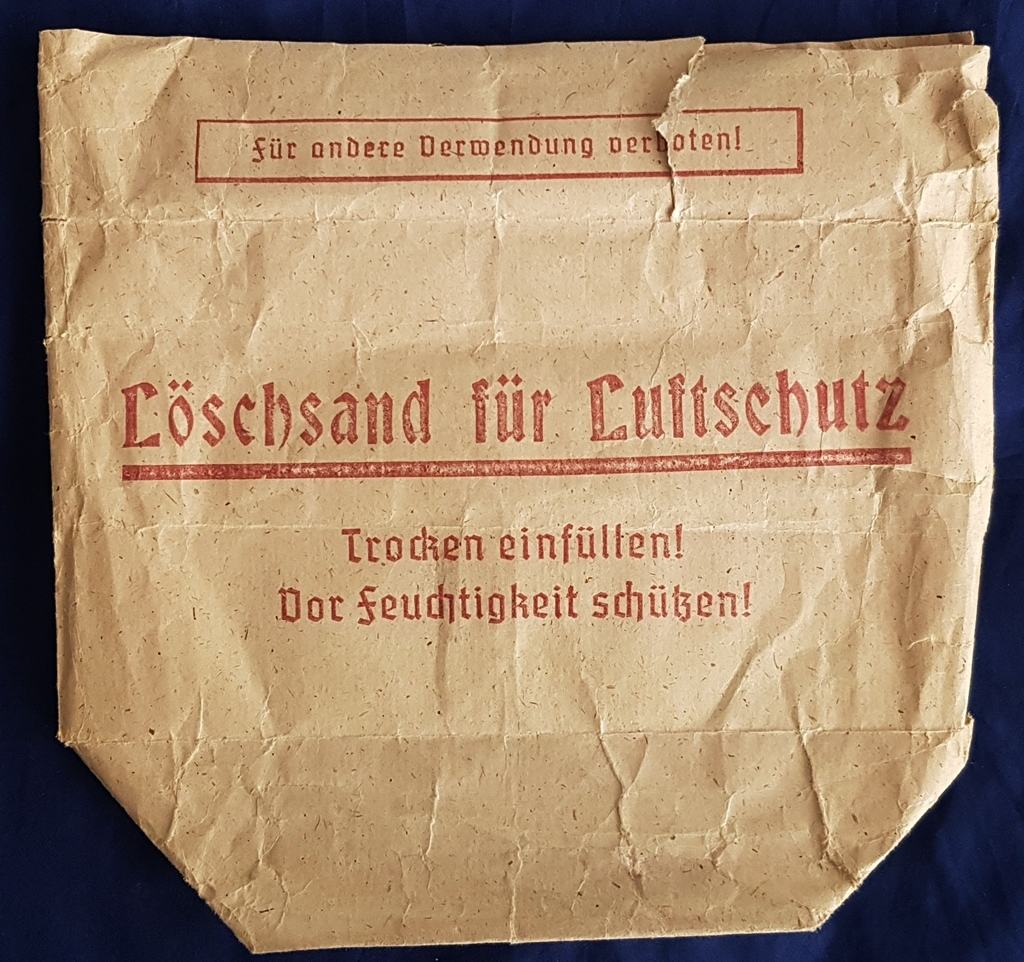 Für andere Verwendung verboten!
Löschsand für Luftschutz
Trocken einfüllen!
Vor Feuchtigkeit schützen!